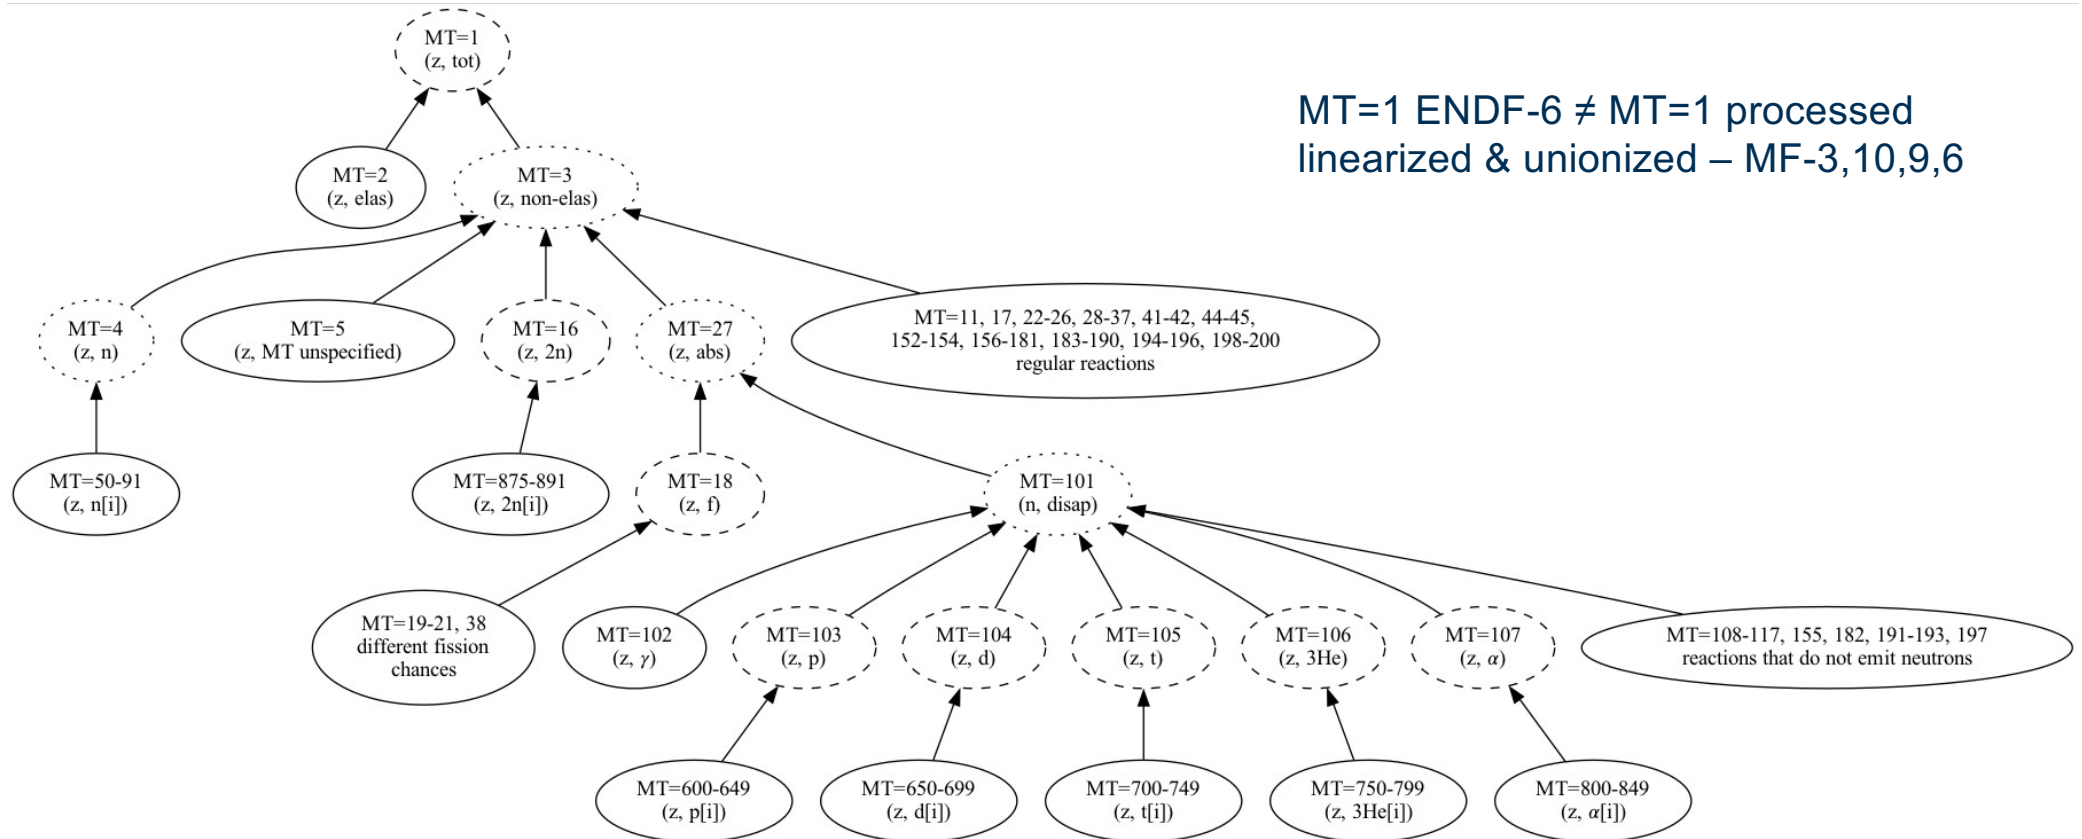 MT=1
(z, tot)
MT=1 ENDF-6 ≠ MT=1 processed
linearized & unionized – MF-3,10,9,6
MT=2
(z, elas)
MT=3
(z, non-elas)
MT=4
(z, n)
MT=5
(z, MT unspecified)
MT=16
(z, 2n)
MT=27
(z, abs)
MT=11, 17, 22-26, 28-37, 41-42, 44-45,
152-154, 156-181, 183-190, 194-196, 198-200
regular reactions
MT=50-91
(z, n[i])
MT=875-891
(z, 2n[i])
MT=18
(z, f)
MT=101
(n, disap)
MT=19-21, 38
different fission
chances
MT=102
(z, γ)
MT=103
(z, p)
MT=104
(z, d)
MT=105
(z, t)
MT=106
(z, 3He)
MT=107
(z, α)
MT=108-117, 155, 182, 191-193, 197
reactions that do not emit neutrons
MT=600-649
(z, p[i])
MT=650-699
(z, d[i])
MT=700-749
(z, t[i])
MT=750-799
(z, 3He[i])
MT=800-849
(z, α[i])